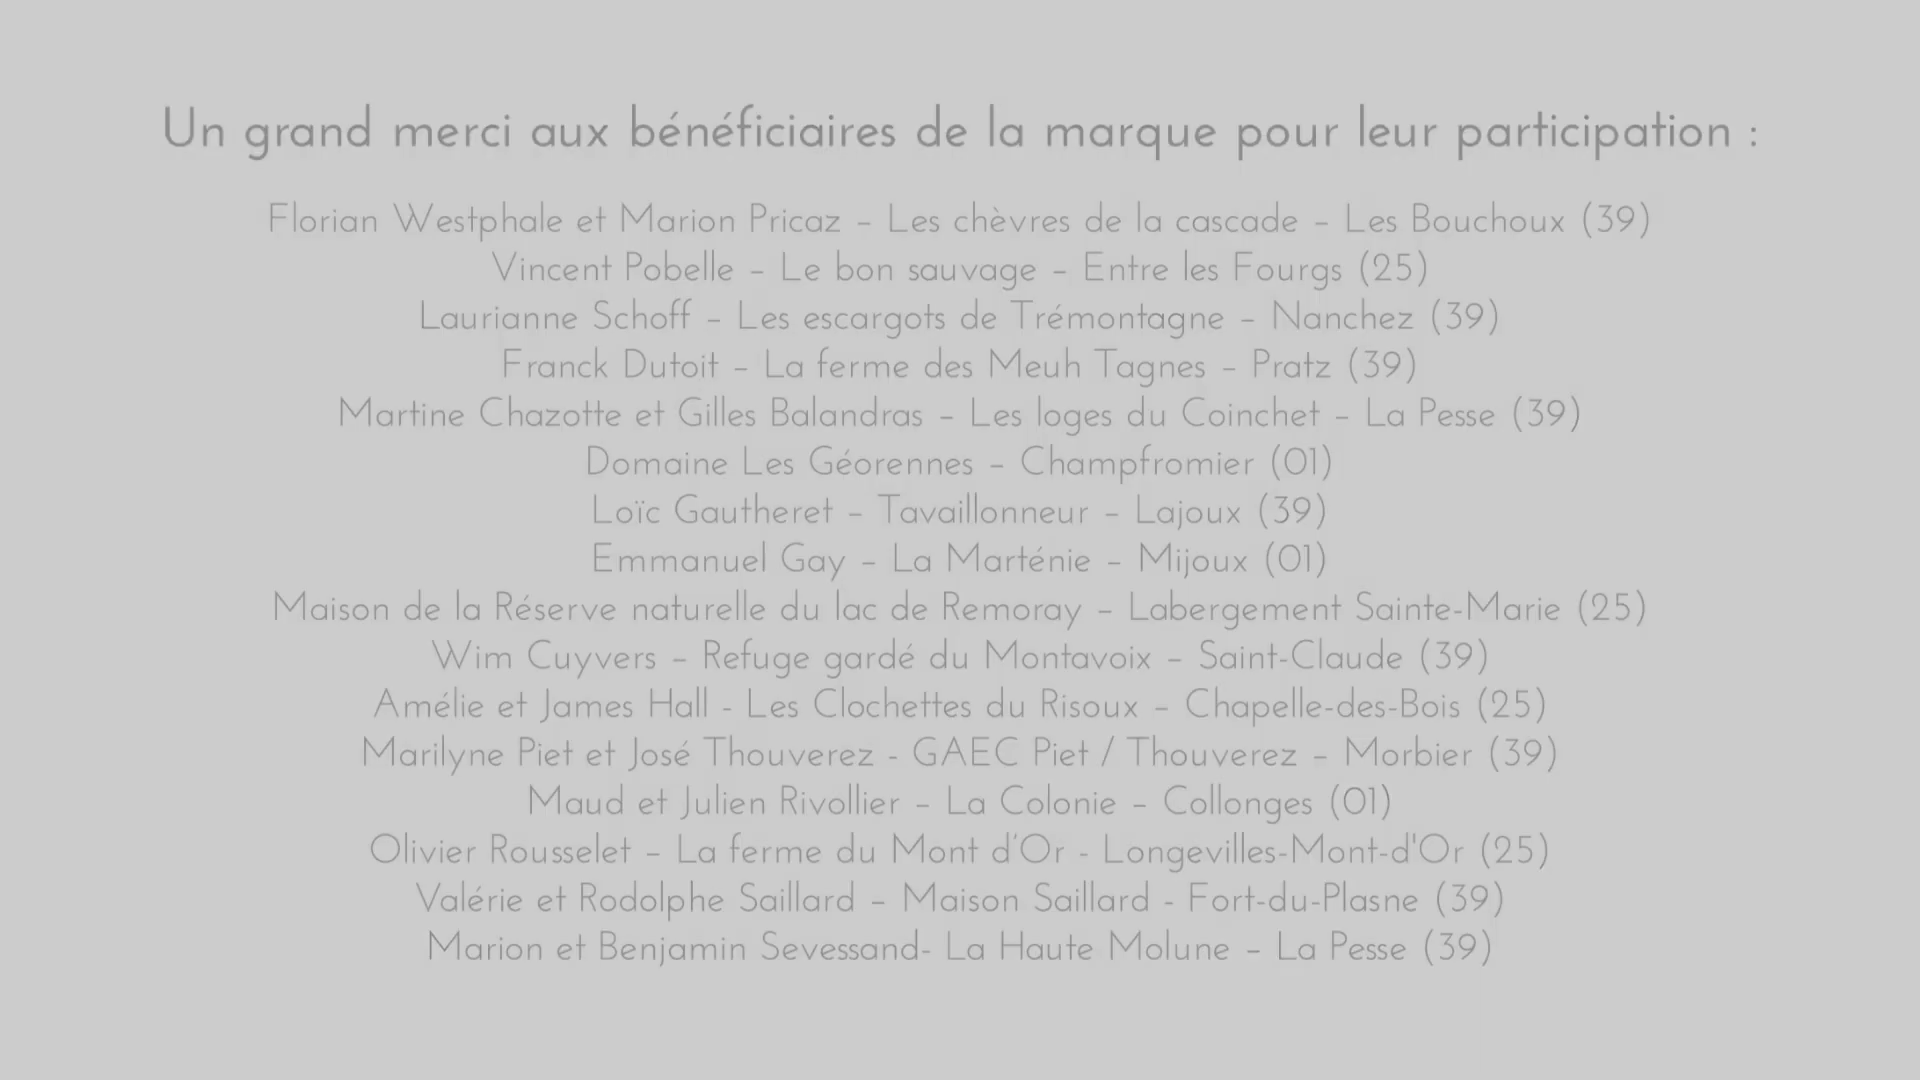 Un grand merci aux bénéficiaires de la marque pour leur participation :
Florian Westphale et Marion Pricaz – Les chèvres de la cascade – Les Bouchoux (39)
Vincent Pobelle – Le bon sauvage – Entre les Fourgs (25)
Laurianne Schoff – Les escargots de Trémontagne – Nanchez (39)
Franck Dutoit – La ferme des Meuh Tagnes – Pratz (39)
Martine Chazotte et Gilles Balandras – Les loges du Coinchet – La Pesse (39)
Domaine Les Géorennes – Champfromier (01)
Loïc Gautheret – Tavaillonneur – Lajoux (39)
Emmanuel Gay – La Marténie – Mijoux (01)
Maison de la Réserve naturelle du lac de Remoray – Labergement Sainte-Marie (25)
Wim Cuyvers – Refuge gardé du Montavoix – Saint-Claude (39)
Amélie et James Hall - Les Clochettes du Risoux – Chapelle-des-Bois (25)
Marilyne Piet et José Thouverez - GAEC Piet / Thouverez – Morbier (39)
Maud et Julien Rivollier – La Colonie – Collonges (01)
Olivier Rousselet – La ferme du Mont d’Or - Longevilles-Mont-d'Or (25)
Valérie et Rodolphe Saillard – Maison Saillard - Fort-du-Plasne (39)
Marion et Benjamin Sevessand- La Haute Molune – La Pesse (39)